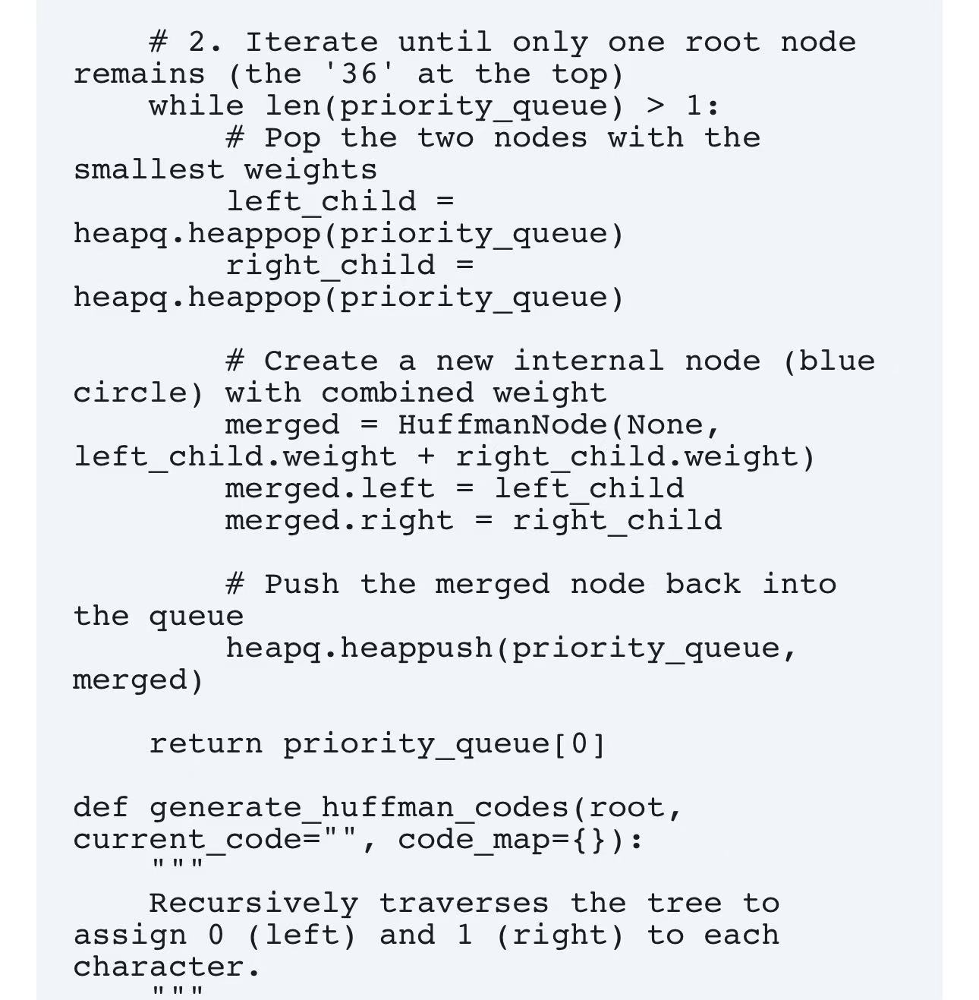 # 2. Iterate until only one root node
remains (the '36' at the top)
while len(priority_queue) > 1:
# Pop the two nodes with the
smallest weights
left_child =
heapq.heappop(priority_queue)
right_child =
heapq.heappop(priority_queue)
# Create a new internal node (blue
circle) with combined weight
merged = HuffmanNode(None,
left_child.weight + right_child.weight)
merged.left = left_child
merged.right = right_child
# Push the merged node back into
the queue
heapq.heappush(priority_queue,
merged)
return priority_queue[0]
def generate_huffman_codes(root,
current_code="", code_map={}):
"""
Recursively traverses the tree to
assign 0 (left) and 1 (right) to each
character.
"""